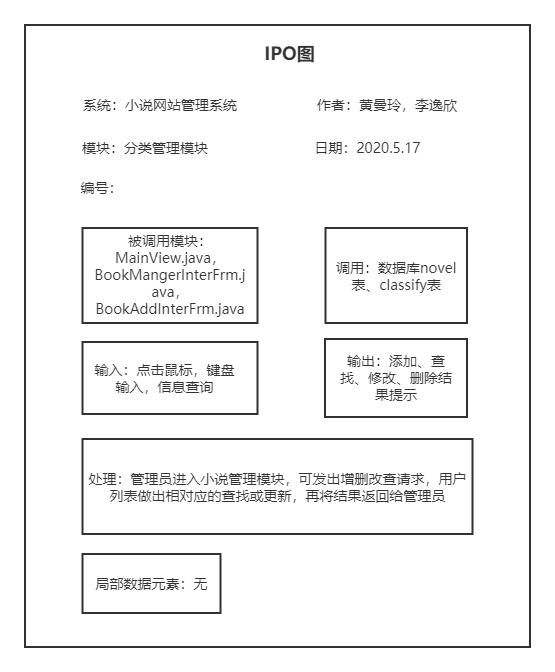 IPO图
系统：小说网站管理系统
作者：黄曼玲，李逸欣
模块：分类管理模块
日期：2020.5.17
编号：
被调用模块：
MainView.java，
BookMangerInterFrm.j
ava，
BookAddInterFrm.java
调用：数据库novel
表、classify表
输入：点击鼠标，键盘
输入，信息查询
输出：添加、查
找、修改、删除结
果提示
处理：管理员进入小说管理模块，可发出增删改查请求，用户
列表做出相对应的查找或更新，再将结果返回给管理员
局部数据元素：无